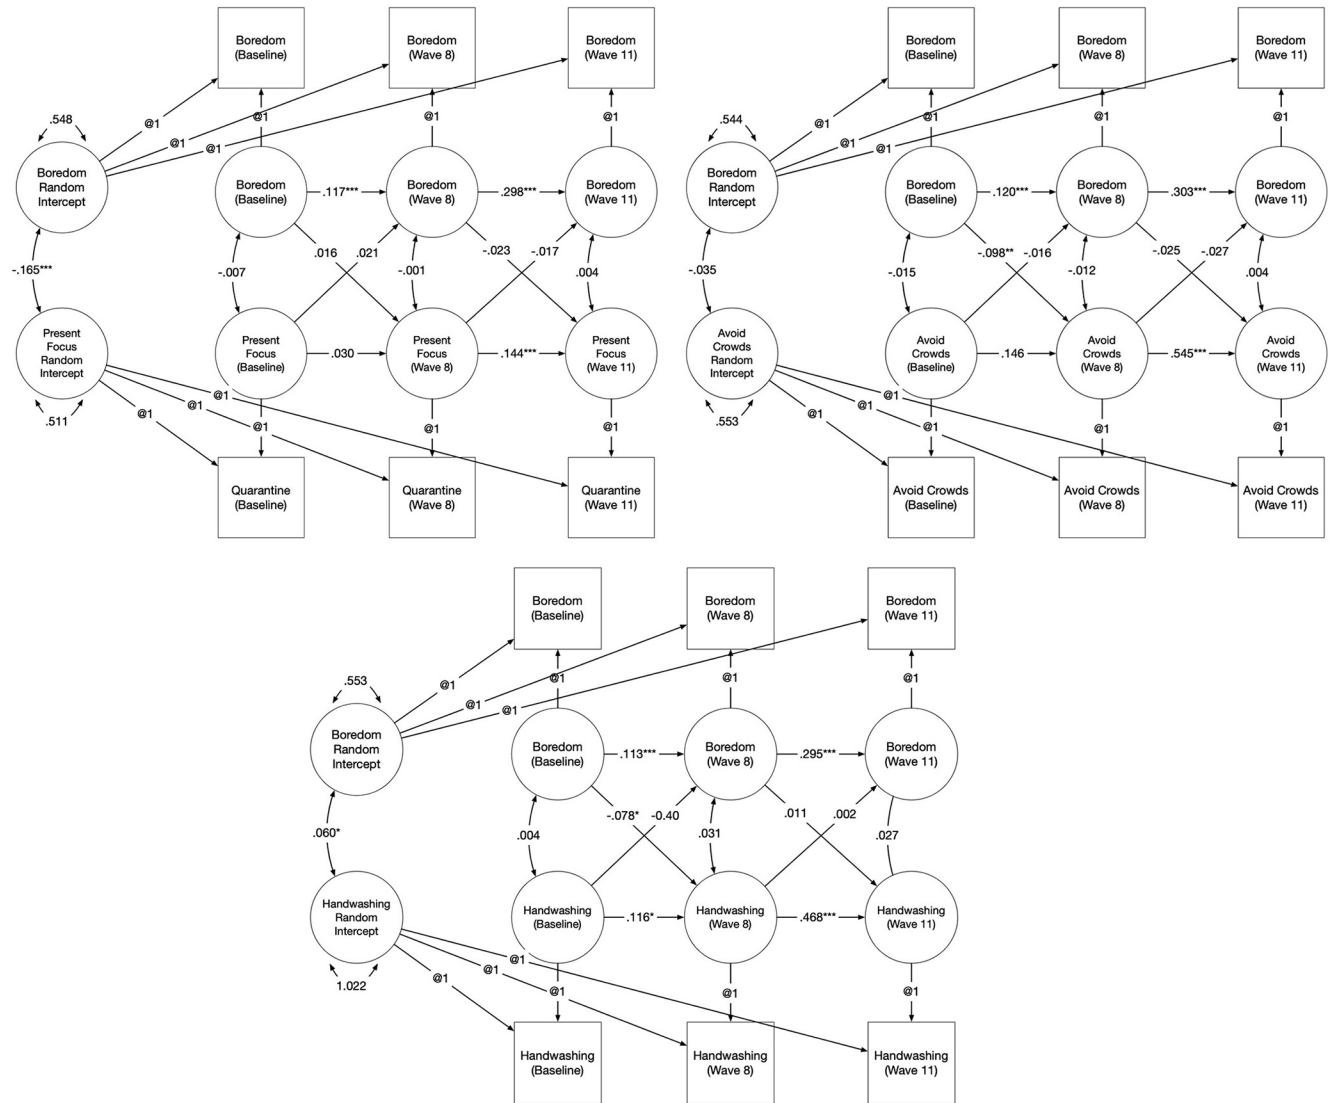 Boredom
(Baseline)
Boredom
(Wave 8)
Boredom
(Wave 11)
@1
@1
@1
@1
@1
@1
.548
Boredom
Random
Intercept
Boredom
(Baseline)
.117***
Boredom
(Wave 8)
.298***
Boredom
(Wave 11)
-.165***
-.007
.016
.021
-.001
-.023
-.017
.004
Present
Focus
Random
Intercept
Present
Focus
(Baseline)
.030
Present
Focus
(Wave 8)
.144***
Present
Focus
(Wave 11)
.511
@1
@1
@1
@1
@1
@1
Quarantine
(Baseline)
Quarantine
(Wave 8)
Quarantine
(Wave 11)
Boredom
(Baseline)
Boredom
(Wave 8)
Boredom
(Wave 11)
@1
@1
@1
@1
@1
@1
.544
Boredom
Random
Intercept
Boredom
(Baseline)
.120***
Boredom
(Wave 8)
.303***
Boredom
(Wave 11)
-.035
-.015
-.098**
-.016
-.012
-.025
-.027
.004
Avoid
Crowds
Random
Intercept
Avoid
Crowds
(Baseline)
.146
Avoid
Crowds
(Wave 8)
.545***
Avoid
Crowds
(Wave 11)
.553
@1
@1
@1
@1
@1
@1
Avoid Crowds
(Baseline)
Avoid Crowds
(Wave 8)
Avoid Crowds
(Wave 11)
Boredom
(Baseline)
Boredom
(Wave 8)
Boredom
(Wave 11)
@1
@1
@1
@1
@1
@1
.553
Boredom
Random
Intercept
Boredom
(Baseline)
.113***
Boredom
(Wave 8)
.295***
Boredom
(Wave 11)
.060*
.004
-.078*
-0.40
.031
.011
.002
.027
Handwashing
Random
Intercept
Handwashing
(Baseline)
.116*
Handwashing
(Wave 8)
.468***
Handwashing
(Wave 11)
1.022
@1
@1
@1
@1
@1
@1
Handwashing
(Baseline)
Handwashing
(Wave 8)
Handwashing
(Wave 11)